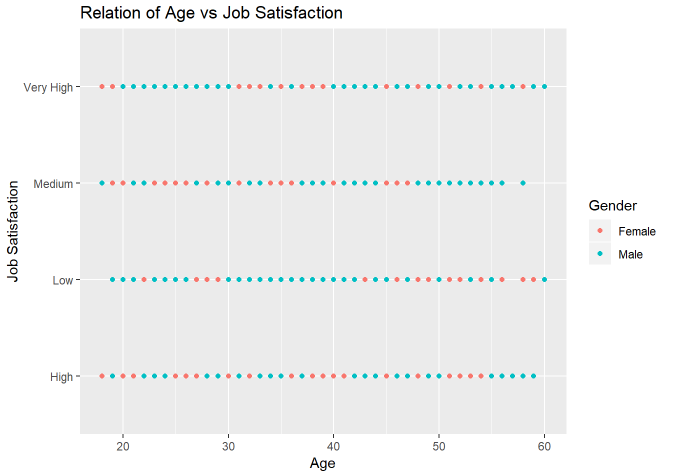 Relation of Age vs Job Satisfaction
Job Satisfaction
Very High
Medium
Low
High
20 30 40 50 60
Age
Gender
Female
Male